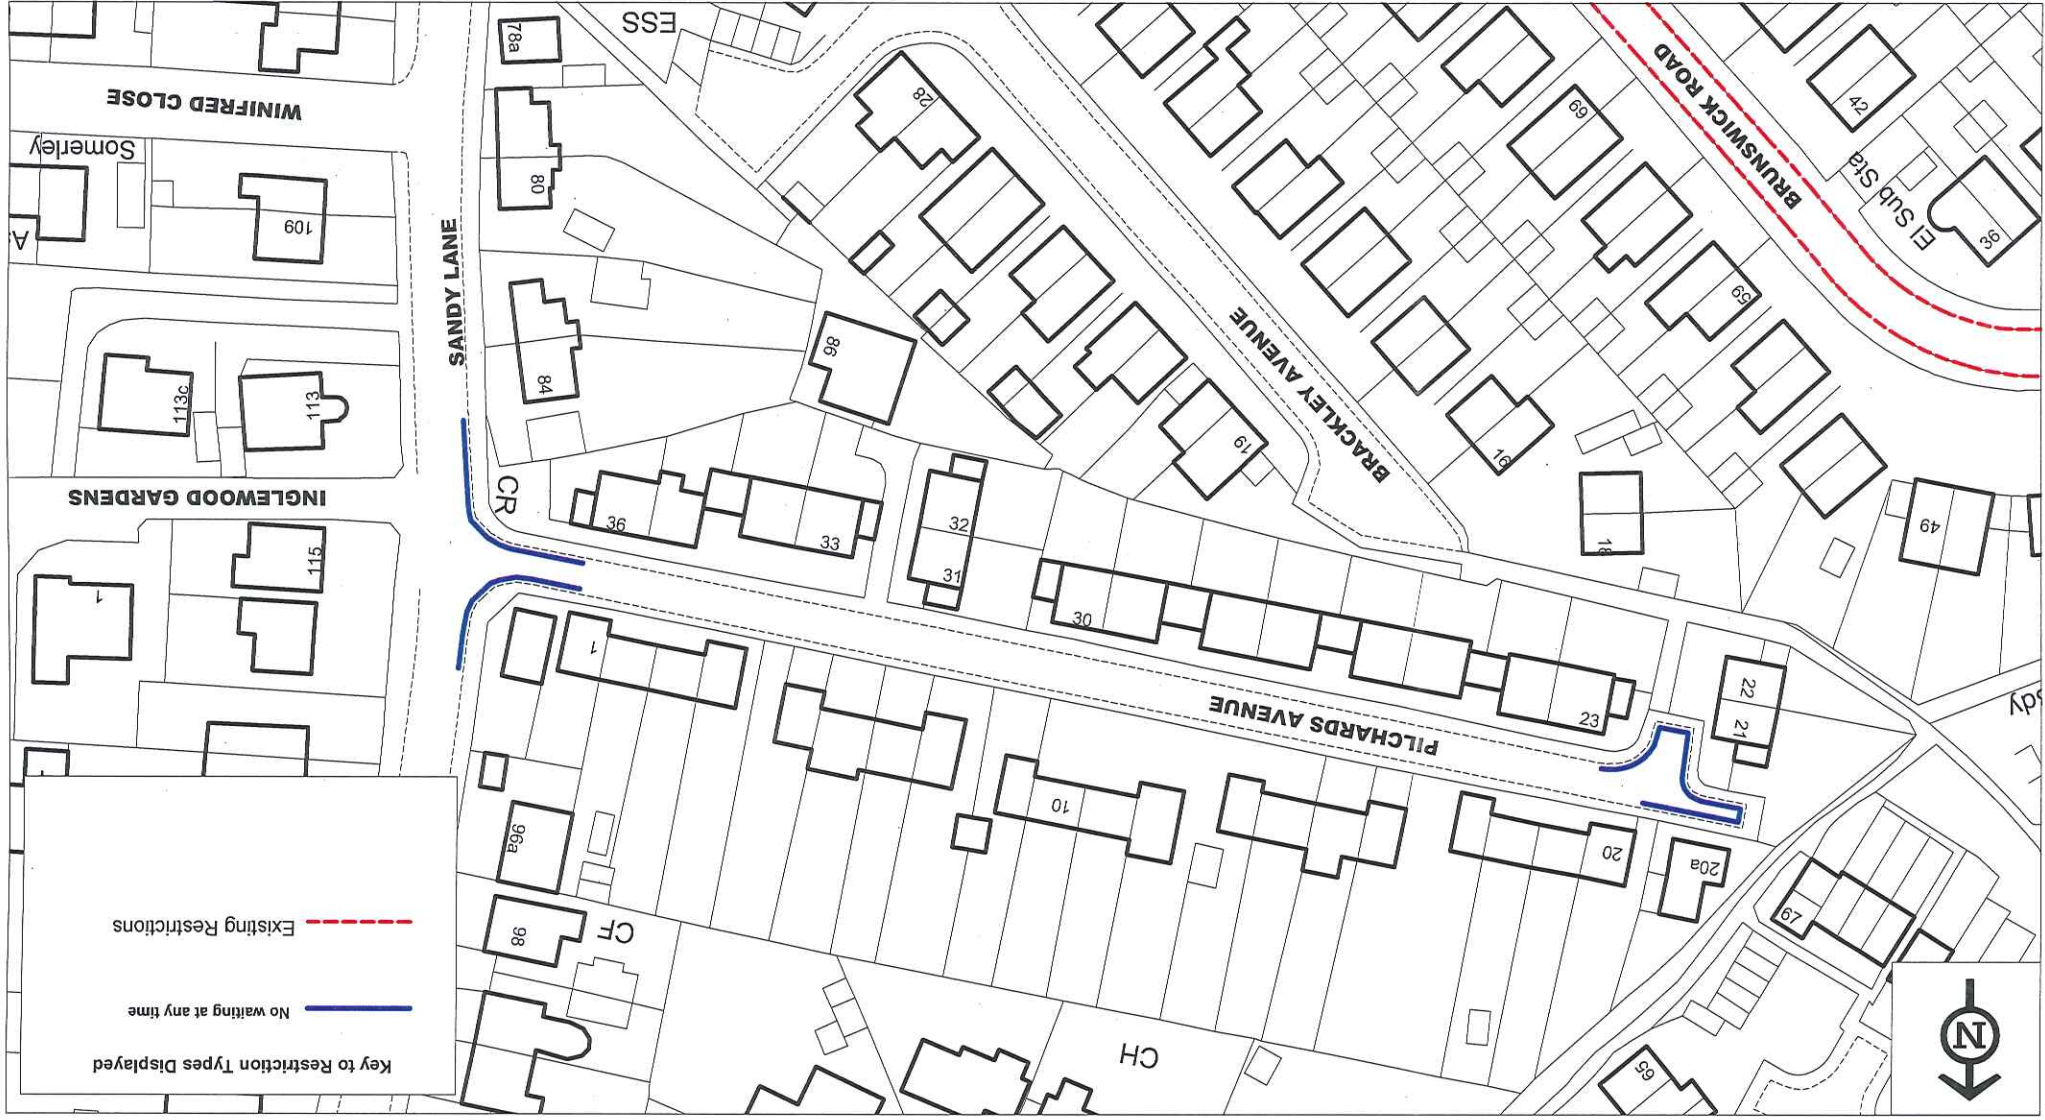 N
65
CH
Key to Restriction Types Displayed
No waiting at any time
Existing Restrictions
67
98
CF
20a
20
10
96a
PILCHARDS AVENUE
21
22
23
30
31
32
33
36
1
1
115
INGLEWOOD GARDENS
CR
49
18
16
19
BRACKLEY AVENUE
113
113c
84
86
SANDY LANE
59
36
El Sub Sta
BRUNSWICK ROAD
109
Somerley
80
69
42
28
WINIFRED CLOSE
78a
ESS